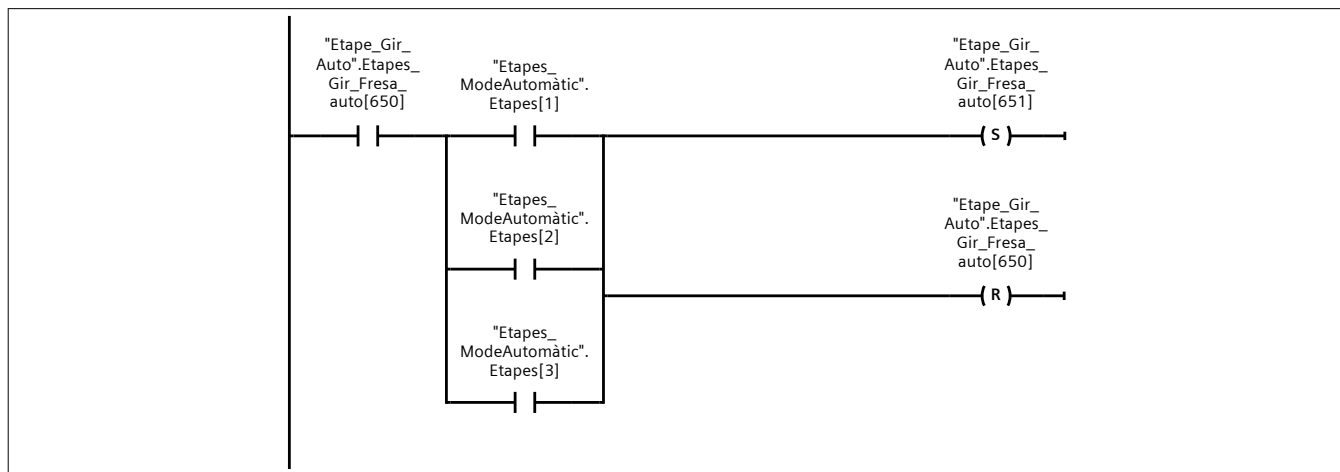 "Etape_Gir_
Auto".Etapes_
Gir_Fresa_
auto[650]
"Etapes_
ModeAutomàtic".
Etapes[1]
"Etape_Gir_
Auto".Etapes_
Gir_Fresa_
auto[651]
S
"Etapes_
ModeAutomàtic".
Etapes[2]
"Etape_Gir_
Auto".Etapes_
Gir_Fresa_
auto[650]
R
"Etapes_
ModeAutomàtic".
Etapes[3]